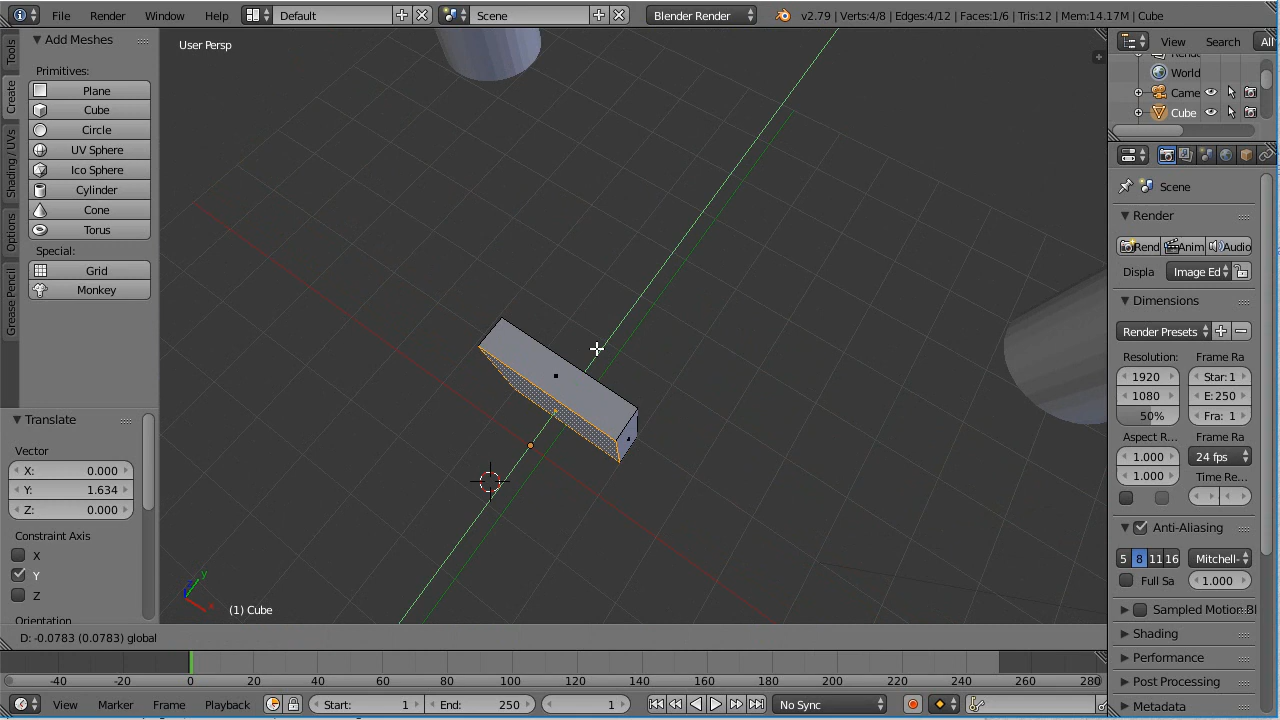 File Render Window Help Default Scene Blender Render v2.79 | Verts:4/8 | Edges:4/12 | Faces:1/6 | Tris:12 | Mem:14.17M | Cube
Tools
Create
Shading / UVs
Options
Grease Pencil
Add Meshes
Primitives:
Plane
Cube
Circle
UV Sphere
Ico Sphere
Cylinder
Cone
Torus
Special:
Grid
Monkey
Translate
Vector
X: 0.000
Y: 1.634
Z: 0.000
Constraint Axis
X
Y
Z
Orientation
User Persp
(1) Cube
D: -0.0783 (0.0783) global
View Search All
World
Came
Cube
Scene
Render
Rend Anim Audio
Displa Image Ed
Dimensions
Render Presets
Resolution: Frame Ra
1920 Star: 1
1080 E: 250
50% Fra: 1
Aspect R... Frame Ra
1.000 24 fps
1.000 Time Re...
Anti-Aliasing
5 8 11 16 Mitchell-
Full Sa 1.000
Sampled Motion Bl
Shading
Performance
Post Processing
Metadata
-40 -20 0 20 40 60 80 100 120 140 160 180 200 220 240 260 280
View Marker Frame Playback Start: 1 End: 250 1 No Sync